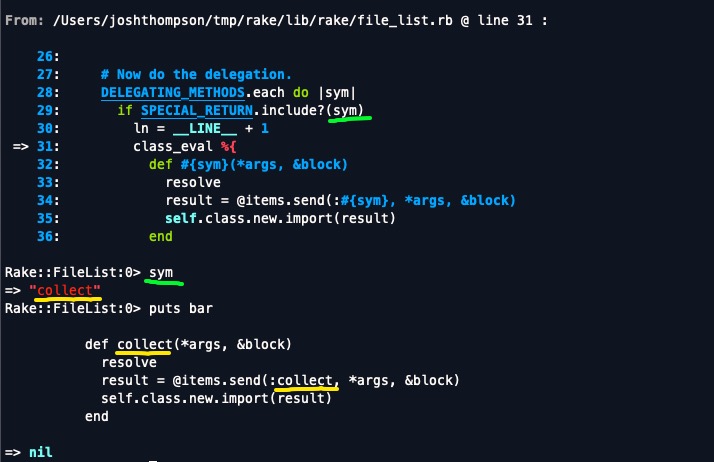 From: /Users/joshthompson/tmp/rake/lib/rake/file_list.rb @ line 31 :
26:
27:     # Now do the delegation.
28:     DELEGATING_METHODS.each do |sym|
29:       if SPECIAL_RETURN.include?(sym)
30:         ln = __LINE__ + 1
=> 31:         class_eval %{
32:           def #{sym}(*args, &block)
33:             resolve
34:             result = @items.send(:#{sym}, *args, &block)
35:             self.class.new.import(result)
36:           end
Rake::FileList:0> sym
=> "collect"
Rake::FileList:0> puts bar
def collect(*args, &block)
resolve
result = @items.send(:collect, *args, &block)
self.class.new.import(result)
end
=> nil